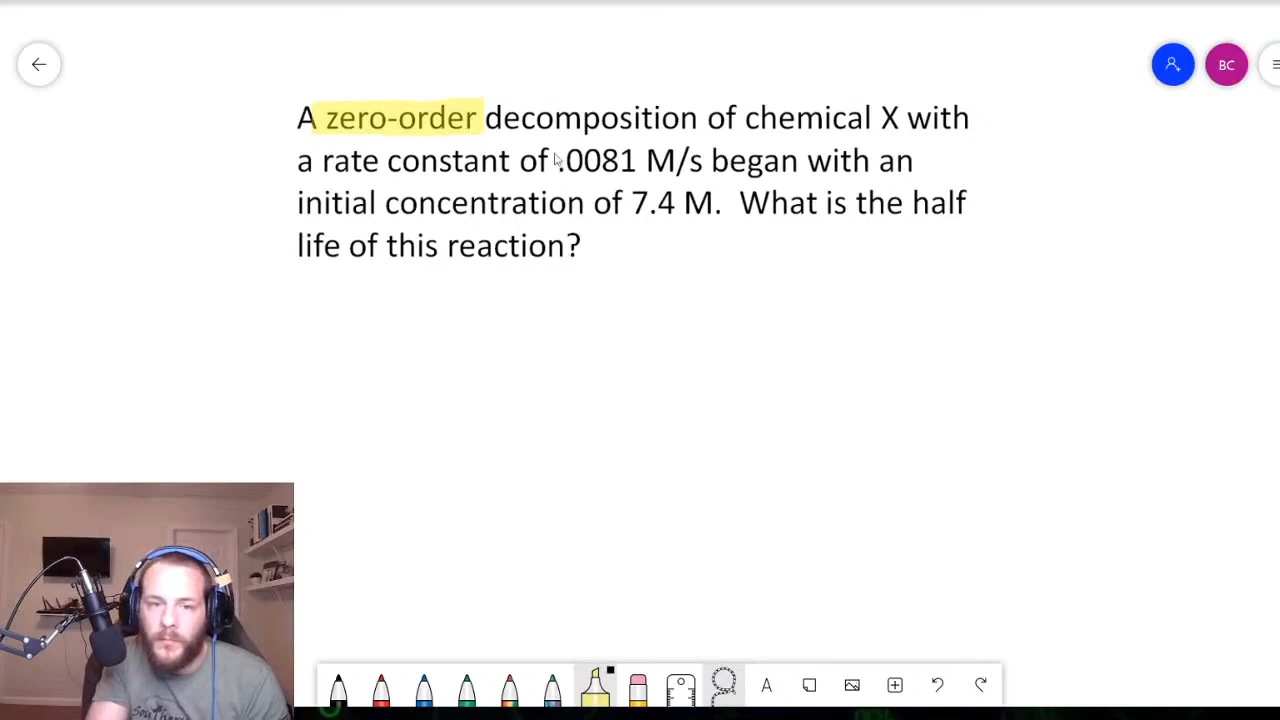 BC
A zero-order decomposition of chemical X with
a rate constant of .0081 M/s began with an
initial concentration of 7.4 M.  What is the half
life of this reaction?
A